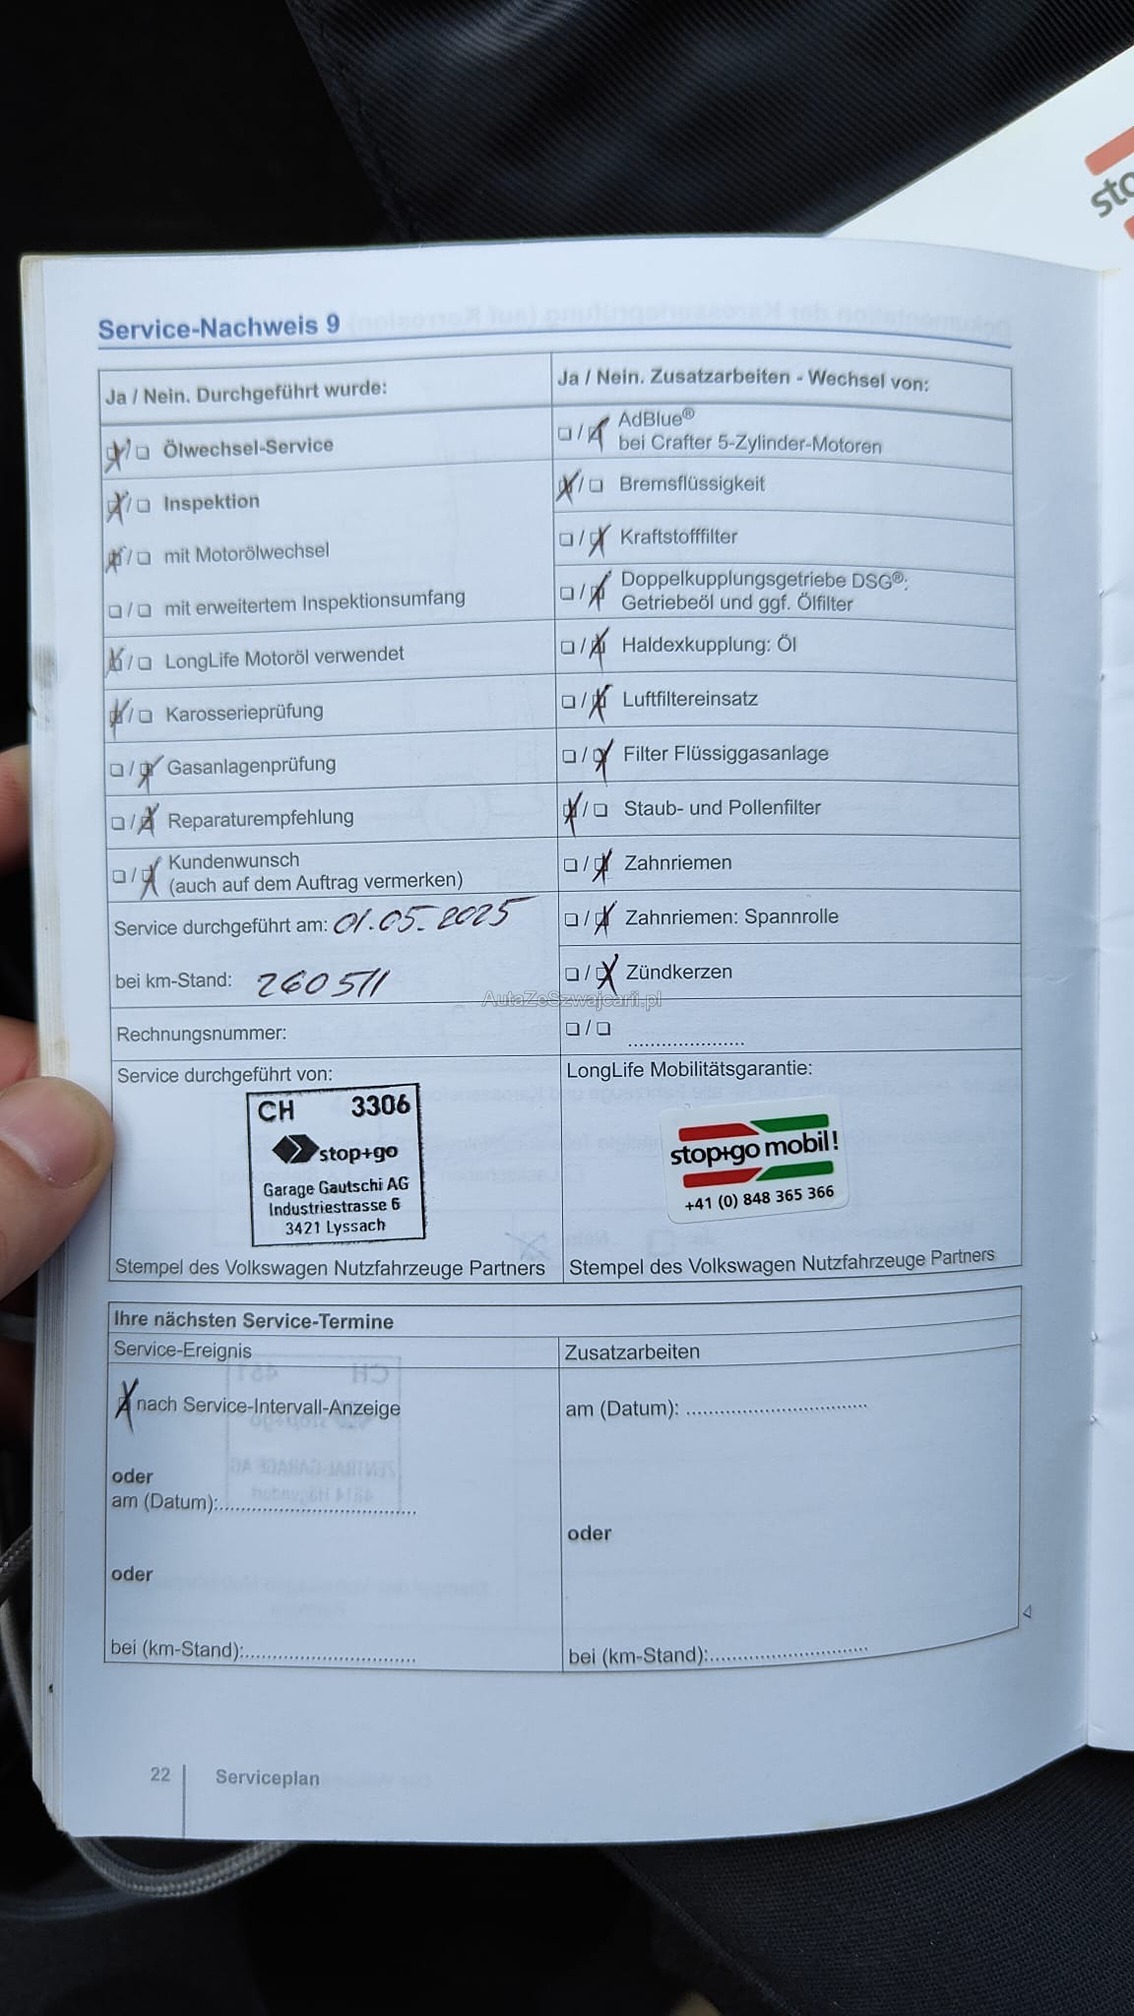 sto
Service-Nachweis 9
Ja / Nein. Durchgeführt wurde:
☒/☐ Ölwechsel-Service
☒/☐ Inspektion
☒/☐ mit Motorölwechsel
☐/☐ mit erweitertem Inspektionsumfang
☒/☐ LongLife Motoröl verwendet
☒/☐ Karosserieprüfung
☐/☒ Gasanlagenprüfung
☐/☒ Reparaturempfehlung
☐/☒ Kundenwunsch
(auch auf dem Auftrag vermerken)
Service durchgeführt am: 01.05.2025
bei km-Stand: 260511
Rechnungsnummer:
Service durchgeführt von:
CH 3306
stop+go
Garage Gautschi AG
Industriestrasse 6
3421 Lyssach
Stempel des Volkswagen Nutzfahrzeuge Partners
Ja / Nein. Zusatzarbeiten - Wechsel von:
☐/☒ AdBlue®
bei Crafter 5-Zylinder-Motoren
☒/☐ Bremsflüssigkeit
☐/☒ Kraftstofffilter
☐/☒ Doppelkupplungsgetriebe DSG®:
Getriebeöl und ggf. Ölfilter
☐/☒ Haldexkupplung: Öl
☐/☒ Luftfiltereinsatz
☐/☒ Filter Flüssiggasanlage
☒/☐ Staub- und Pollenfilter
☐/☒ Zahnriemen
☐/☒ Zahnriemen: Spannrolle
☐/☒ Zündkerzen
AutaZeSzwajcarii.pl
☐/☐ .....................
LongLife Mobilitätsgarantie:
stop+go mobil!
+41 (0) 848 365 366
Stempel des Volkswagen Nutzfahrzeuge Partners
Ihre nächsten Service-Termine
Service-Ereignis
☒ nach Service-Intervall-Anzeige
oder
am (Datum):...................................
oder
bei (km-Stand):..............................
Zusatzarbeiten
am (Datum): ................................
oder
bei (km-Stand):............................
22 Serviceplan